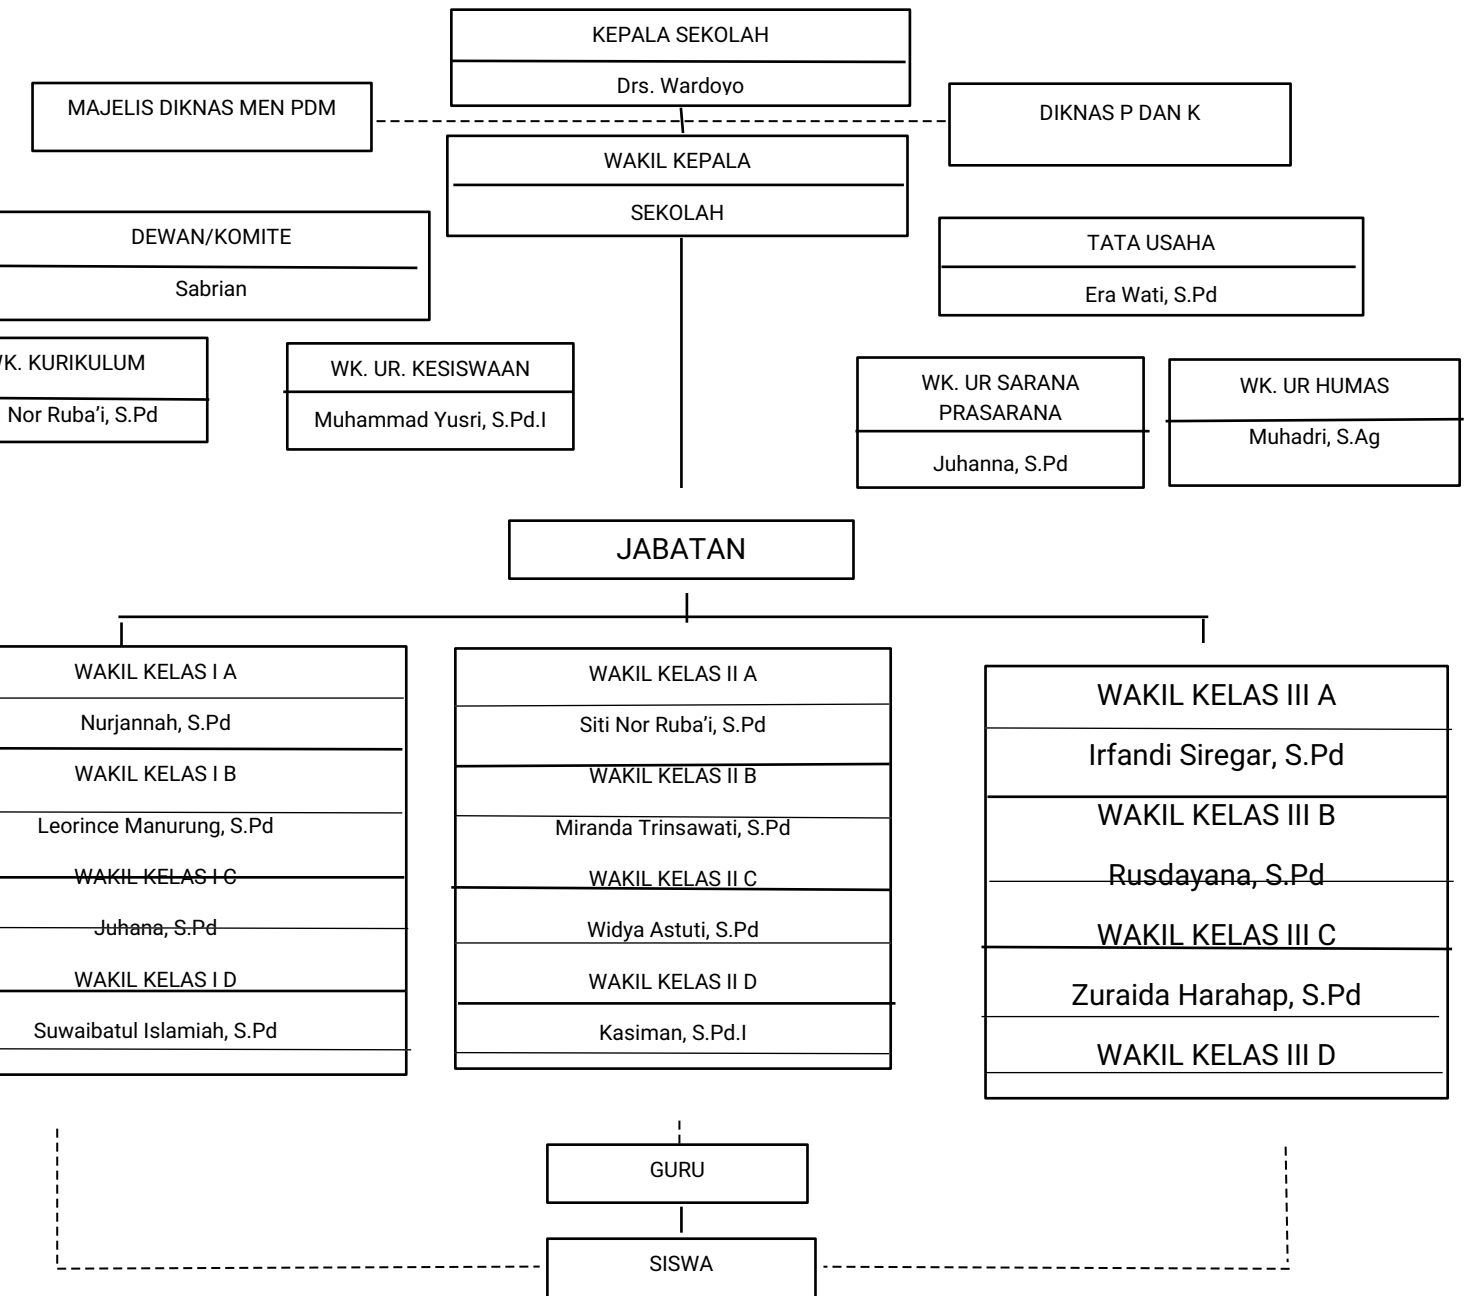 KEPALA SEKOLAH
Drs. Wardoyo
MAJELIS DIKNAS MEN PDM
DIKNAS P DAN K
WAKIL KEPALA
SEKOLAH
DEWAN/KOMITE
Sabrian
TATA USAHA
Era Wati, S.Pd
KURIKULUM
Nor Ruba’i, S.Pd
WK. UR. KESISWAAN
Muhammad Yusri, S.Pd.I
WK. UR SARANA
PRASARANA
Juhanna, S.Pd
WK. UR HUMAS
Muhadri, S.Ag
JABATAN
WAKIL KELAS I A
Nurjannah, S.Pd
WAKIL KELAS I B
Leorince Manurung, S.Pd
WAKIL KELAS I C
Juhana, S.Pd
WAKIL KELAS I D
Suwaibatul Islamiah, S.Pd
WAKIL KELAS II A
Siti Nor Ruba’i, S.Pd
WAKIL KELAS II B
Miranda Trinsawati, S.Pd
WAKIL KELAS II C
Widya Astuti, S.Pd
WAKIL KELAS II D
Kasiman, S.Pd.I
WAKIL KELAS III A
Irfandi Siregar, S.Pd
WAKIL KELAS III B
Rusdayana, S.Pd
WAKIL KELAS III C
Zuraida Harahap, S.Pd
WAKIL KELAS III D
GURU
SISWA